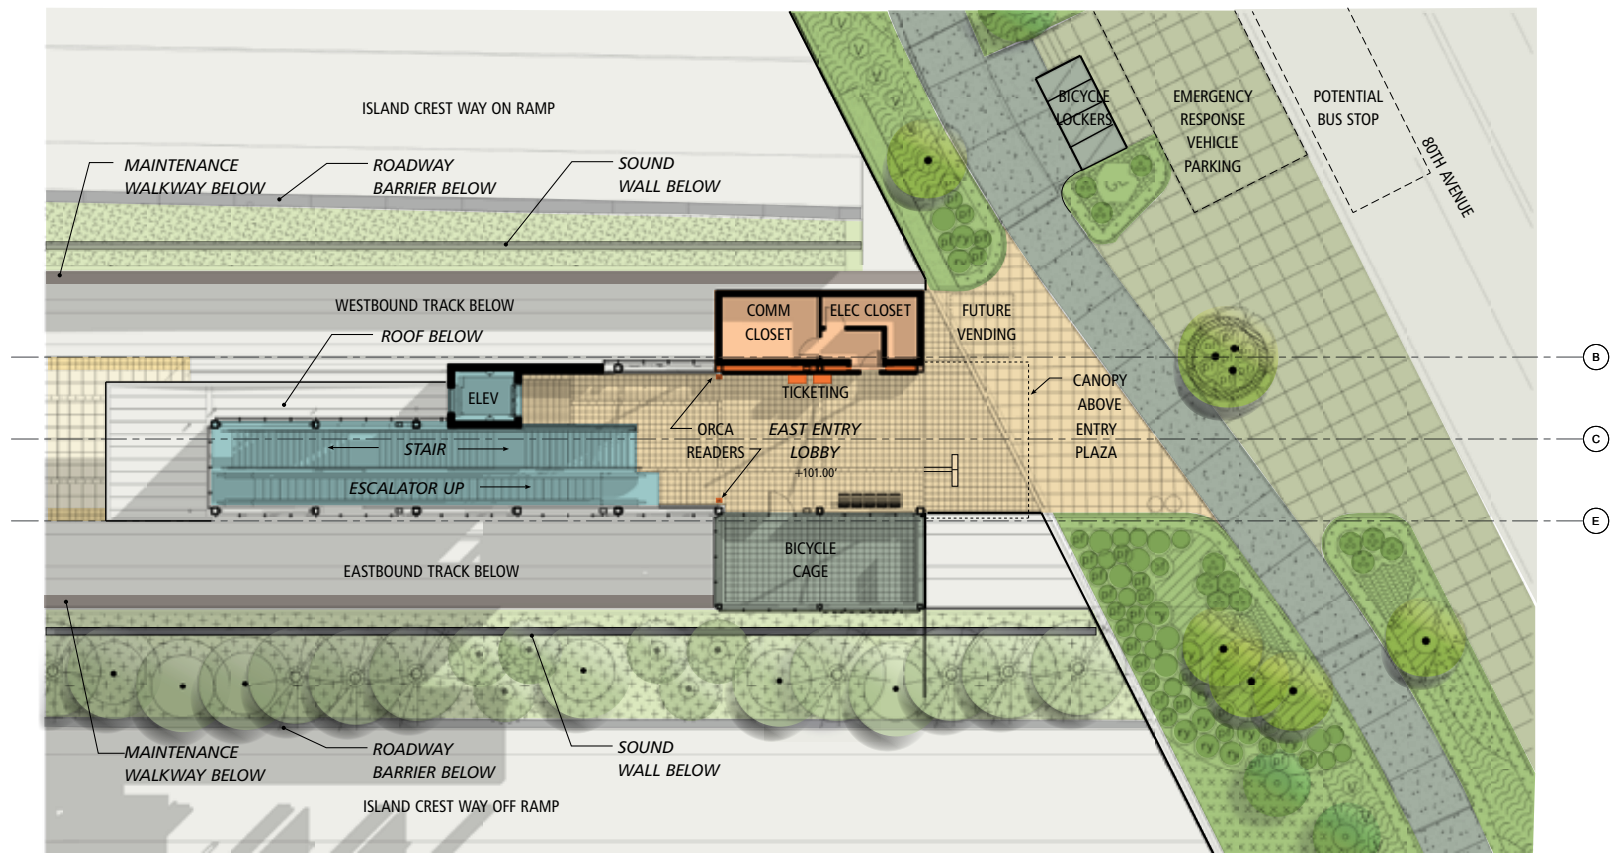 ISLAND CREST WAY ON RAMP
BICYCLE
LOCKERS
EMERGENCY
RESPONSE
VEHICLE
PARKING
POTENTIAL
BUS STOP
80TH AVENUE
MAINTENANCE
WALKWAY BELOW
ROADWAY
BARRIER BELOW
SOUND
WALL BELOW
WESTBOUND TRACK BELOW
ROOF BELOW
COMM
CLOSET
ELEC CLOSET
FUTURE
VENDING
B
CANOPY
ABOVE
ENTRY
PLAZA
ELEV
TICKETING
ORCA
READERS
EAST ENTRY
LOBBY
+101.00'
STAIR
C
ESCALATOR UP
E
BICYCLE
CAGE
EASTBOUND TRACK BELOW
MAINTENANCE
WALKWAY BELOW
ROADWAY
BARRIER BELOW
SOUND
WALL BELOW
ISLAND CREST WAY OFF RAMP